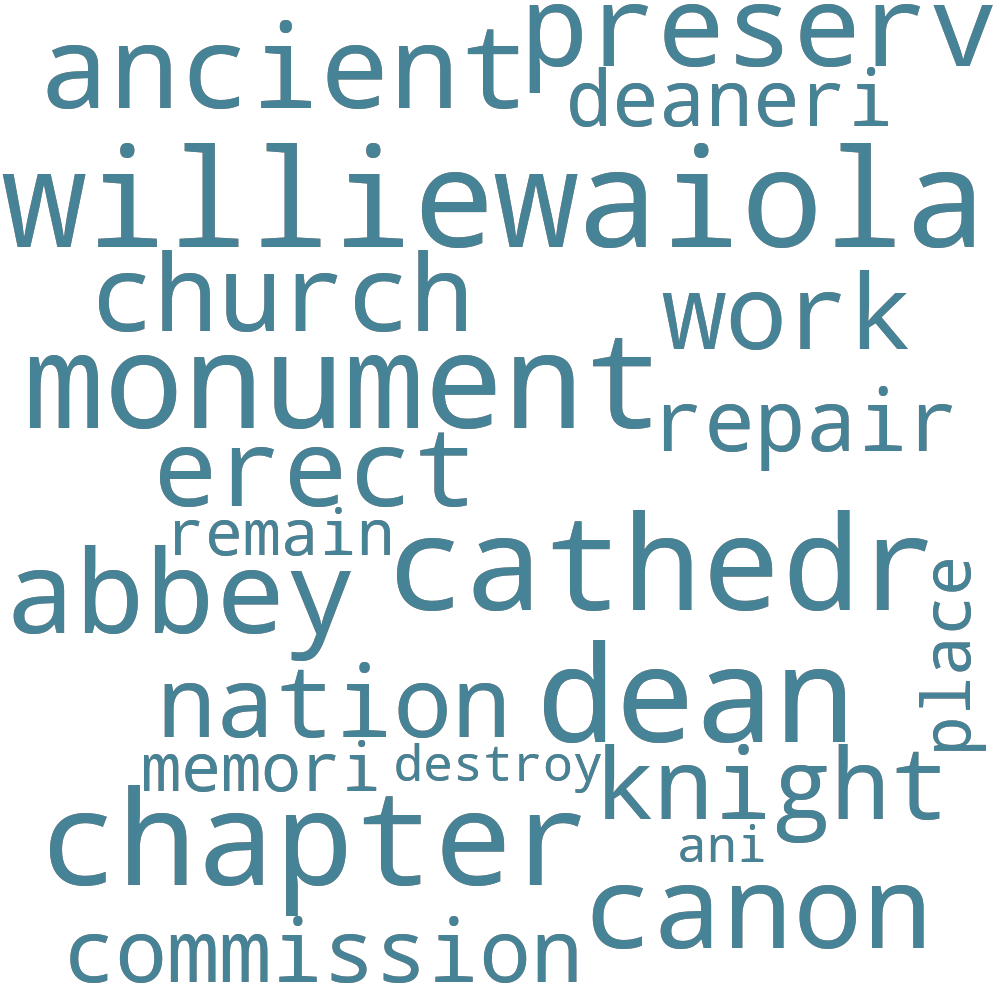 ancient preserv
deaneri
williewaiola
church work
monument
repair
erect
remain
cathedr
abbey
place
nation dean
memori destroy knight
chapter ani
canon
commission